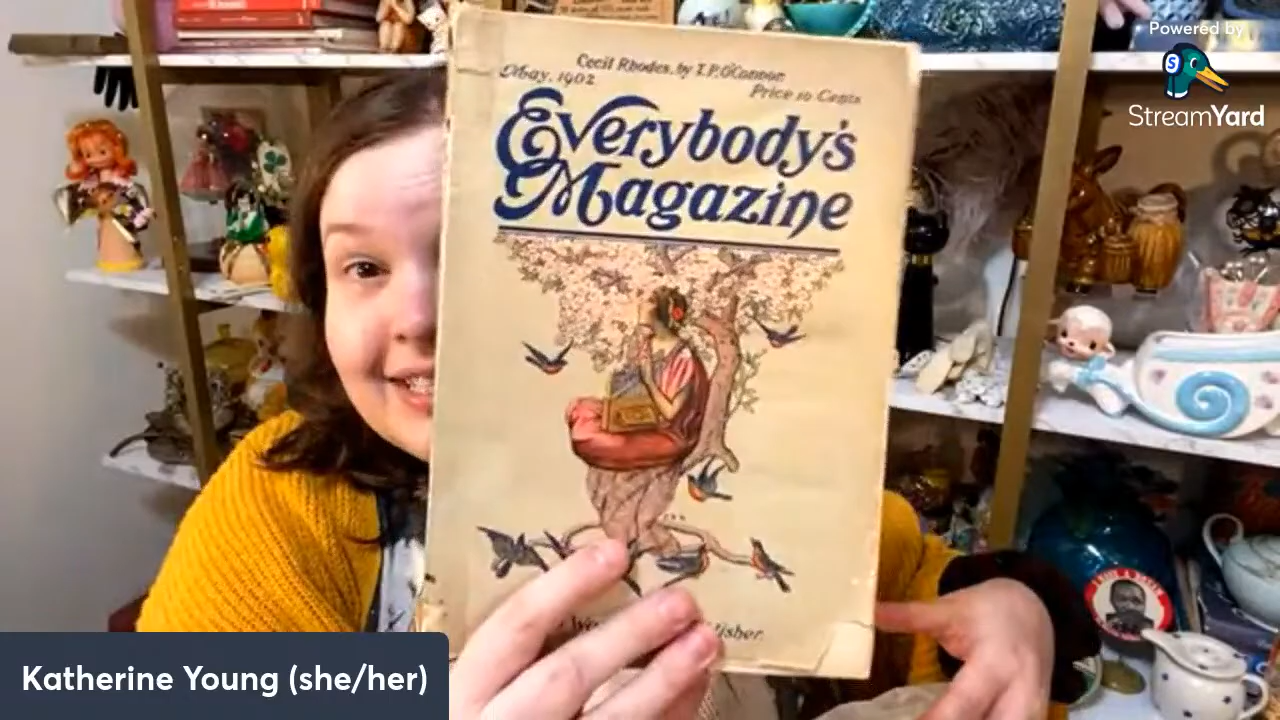 Powered by
StreamYard
Cecil Rhodes, by T.P. O'Connor
May, 1902
Price 10 Cents
Everybody's
Magazine
Katherine Young (she/her)